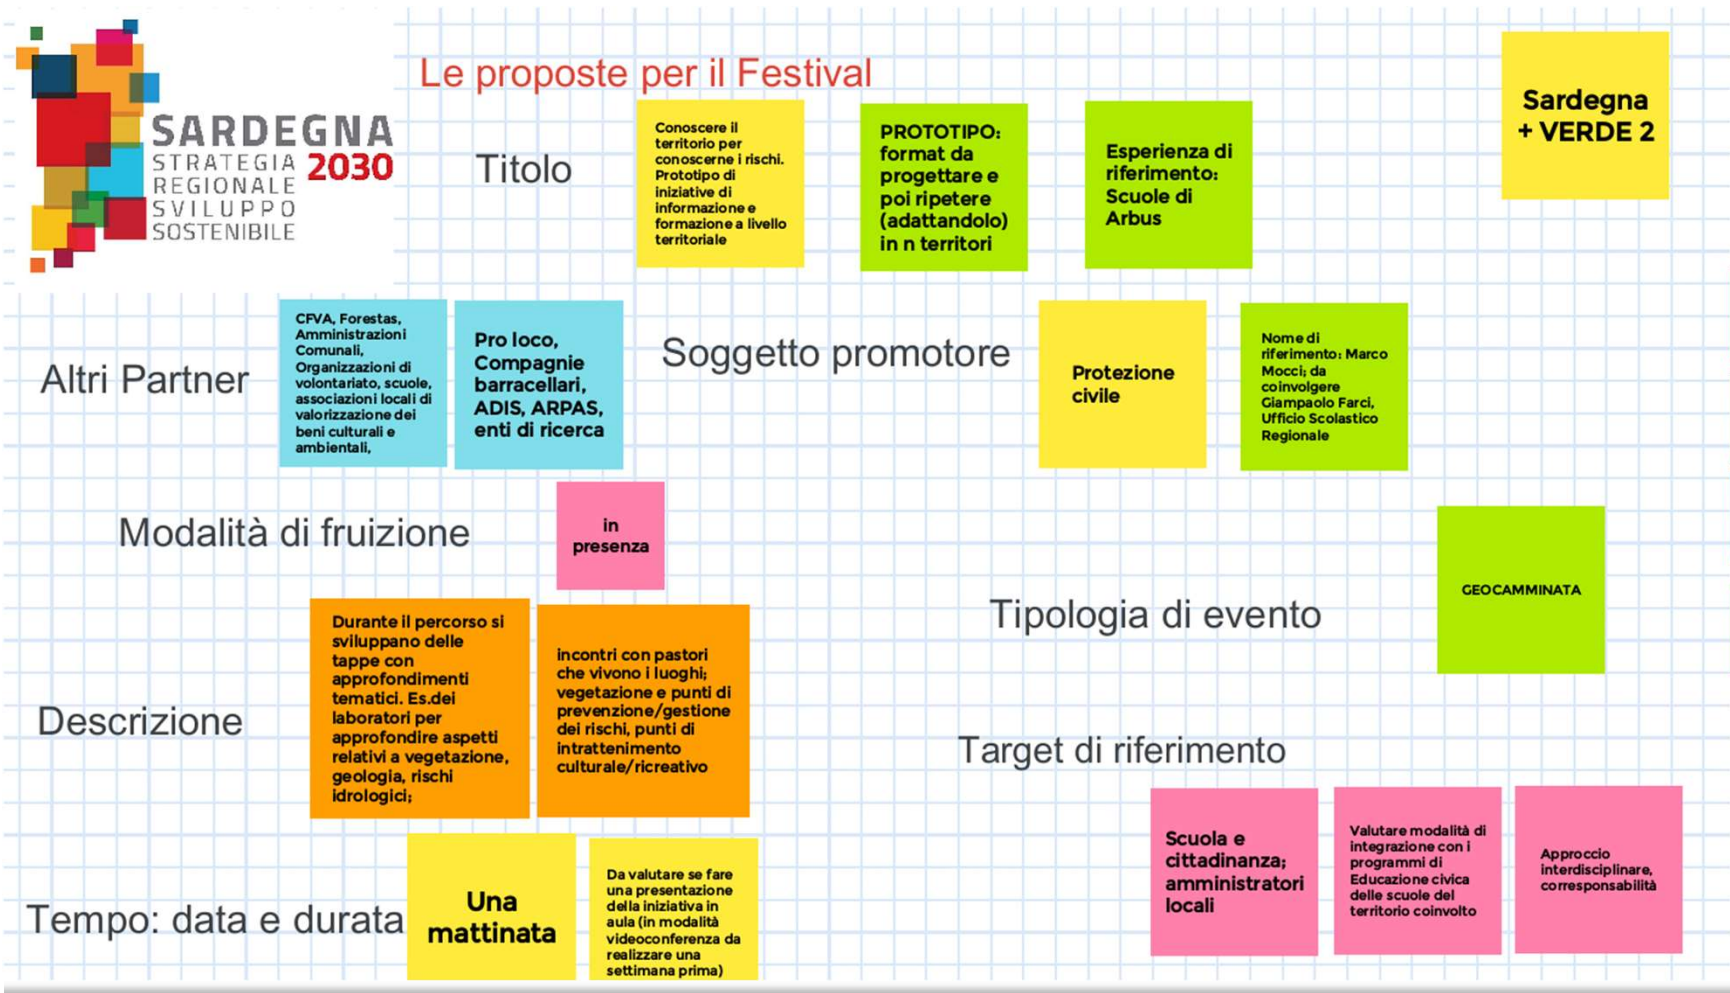 SARDEGNA
STRATEGIA 2030
REGIONALE
SVILUPPO
SOSTENIBILE
Le proposte per il Festival
Titolo
Conoscere il
territorio per
conoscerne i rischi.
Prototipo di
iniziative di
informazione e
formazione a livello
territoriale
PROTOTIPO:
format da
progettare e
poi ripetere
(adattandolo)
in n territori
Esperienza di
riferimento:
Scuole di
Arbus
Sardegna
+ VERDE 2
Altri Partner
CFVA, Forestas,
Amministrazioni
Comunali,
Organizzazioni di
volontariato, scuole,
associazioni locali di
valorizzazione dei
beni culturali e
ambientali,
Pro loco,
Compagnie
barracellari,
ADIS, ARPAS,
enti di ricerca
Soggetto promotore
Protezione
civile
Nome di
riferimento: Marco
Mocci; da
coinvolgere
Giampaolo Farci,
Ufficio Scolastico
Regionale
Modalità di fruizione
in
presenza
Tipologia di evento
GEOCAMMINATA
Descrizione
Durante il percorso si
sviluppano delle
tappe con
approfondimenti
tematici. Es.dei
laboratori per
approfondire aspetti
relativi a vegetazione,
geologia, rischi
idrologici;
incontri con pastori
che vivono i luoghi;
vegetazione e punti di
prevenzione/gestione
dei rischi, punti di
intrattenimento
culturale/ricreativo
Target di riferimento
Scuola e
cittadinanza;
amministratori
locali
Valutare modalità di
integrazione con i
programmi di
Educazione civica
delle scuole del
territorio coinvolto
Approccio
interdisciplinare,
corresponsabilità
Tempo: data e durata
Una
mattinata
Da valutare se fare
una presentazione
della iniziativa in
aula (in modalità
videoconferenza da
realizzare una
settimana prima)